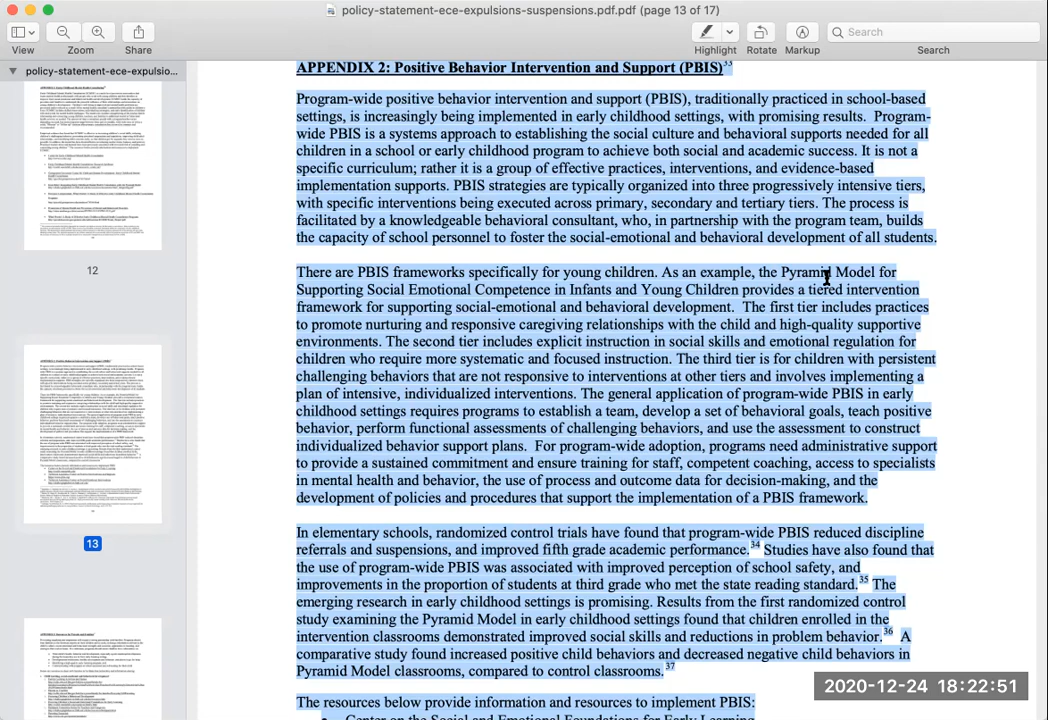 policy-statement-ece-expulsions-suspensions.pdf.pdf (page 13 of 17)
View
Zoom
Share
Highlight
Rotate
Markup
Search
Search
policy-statement-ece-expulsio...
12
13
APPENDIX 2: Positive Behavior Intervention and Support (PBIS)33
Program-wide positive behavior intervention and support (PBIS), traditionally practiced in school-based
settings, is increasingly being implemented in early childhood settings, with promising results. Program-
wide PBIS is a systems approach to establishing the social culture and behavioral supports needed for all
children in a school or early childhood program to achieve both social and academic success. It is not a
specific curriculum; rather it is a group of effective practices, interventions, and evidence-based
implementation supports. PBIS strategies are typically organized into three progressively intensive tiers,
with specific interventions being executed across primary, secondary and tertiary tiers. The process is
facilitated by a knowledgeable behavior consultant, who, in partnership with the program team, builds
the capacity of school personnel to foster the social-emotional and behavioral development of all students.
There are PBIS frameworks specifically for young children. As an example, the Pyramid Model for
Supporting Social Emotional Competence in Infants and Young Children provides a tiered intervention
framework for supporting social-emotional and behavioral development. The first tier includes practices
to promote nurturing and responsive caregiving relationships with the child and high-quality supportive
environments. The second tier includes explicit instruction in social skills and emotional regulation for
children who require more systematic and focused instruction. The third tier is for children with persistent
challenging behavior that are not responsive to interventions at other tiers and involves implementing a
plan of intensive, individualized interventions. The general application of program-wide PBIS in early
childhood settings requires programs to establish a team, develop a set of behavior goals, teach positive
behavior, perform functional assessments of challenging behaviors, and use the assessment to construct
individualized behavior support plans. For program-wide adoption, programs need administrative support
to provide a sustained commitment and ensure training for staff, competent coaching, access to specialists
in mental health and behavior, the use of process and outcome data for decision-making, and the
development of policies and procedures that support the implementation of a PBIS framework.
In elementary schools, randomized control trials have found that program-wide PBIS reduced discipline
referrals and suspensions, and improved fifth grade academic performance.34 Studies have also found that
the use of program-wide PBIS was associated with improved perception of school safety, and
improvements in the proportion of students at third grade who met the state reading standard.35 The
emerging research in early childhood settings is promising. Results from the first randomized control
study examining the Pyramid Model in early childhood settings found that children enrolled in the
intervention classrooms demonstrated improved social skills and reductions in problem behavior.36 A
comparative study found increased positive child behaviors and decreased negative child behaviors in
Pyramid Model classrooms, compared to control classrooms.37
The resources below provide information and resources to implement PBIS:
• Center on the Social and Emotional Foundations for Early Learning
2020-12-24 18:22:51